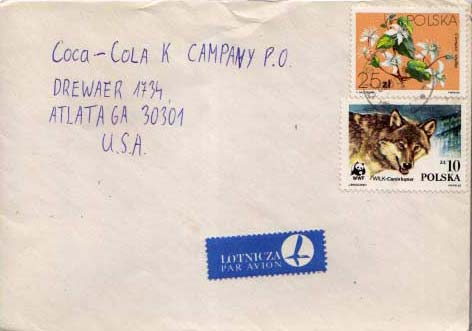 Coca-Cola K CAMPANY P.O.
DREWAER 1734,
ATLATA GA 30301
U.S.A.
POLSKA
25 zł
zł 10
WWF
WILK-Canis lupus
POLSKA
LOTNICZA
PAR AVION